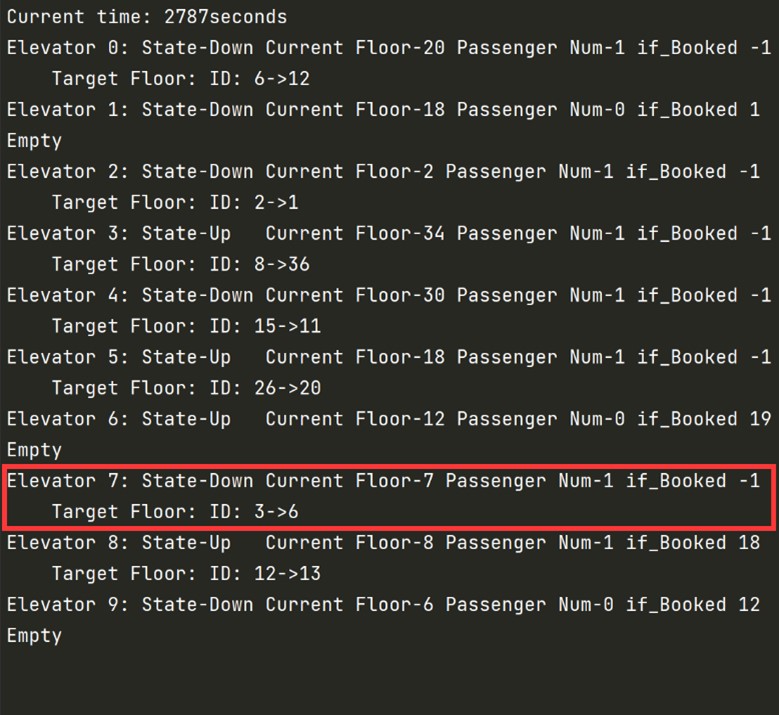 Current time: 2787seconds
Elevator 0: State-Down Current Floor-20 Passenger Num-1 if_Booked -1
Target Floor: ID: 6->12
Elevator 1: State-Down Current Floor-18 Passenger Num-0 if_Booked 1
Empty
Elevator 2: State-Down Current Floor-2 Passenger Num-1 if_Booked -1
Target Floor: ID: 2->1
Elevator 3: State-Up   Current Floor-34 Passenger Num-1 if_Booked -1
Target Floor: ID: 8->36
Elevator 4: State-Down Current Floor-30 Passenger Num-1 if_Booked -1
Target Floor: ID: 15->11
Elevator 5: State-Up   Current Floor-18 Passenger Num-1 if_Booked -1
Target Floor: ID: 26->20
Elevator 6: State-Up   Current Floor-12 Passenger Num-0 if_Booked 19
Empty
Elevator 7: State-Down Current Floor-7 Passenger Num-1 if_Booked -1
Target Floor: ID: 3->6
Elevator 8: State-Up   Current Floor-8 Passenger Num-1 if_Booked 18
Target Floor: ID: 12->13
Elevator 9: State-Down Current Floor-6 Passenger Num-0 if_Booked 12
Empty